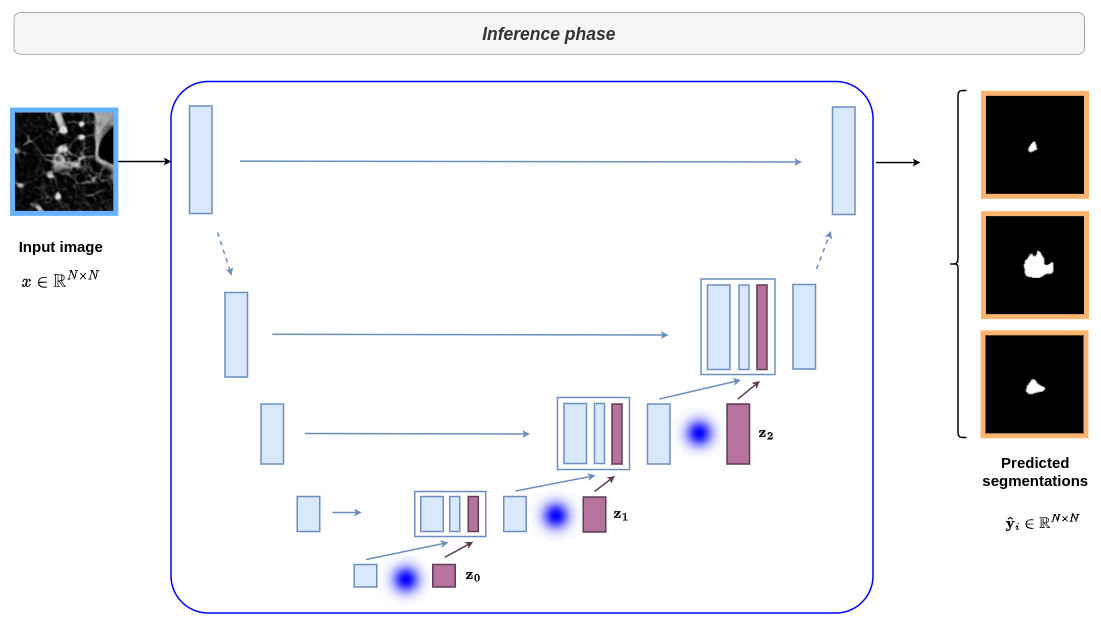 Inference phase
Input image
x ∈ ℝ^{N×N}
z₂
z₁
z₀
Predicted
segmentations
ŷᵢ ∈ ℝ^{N×N}